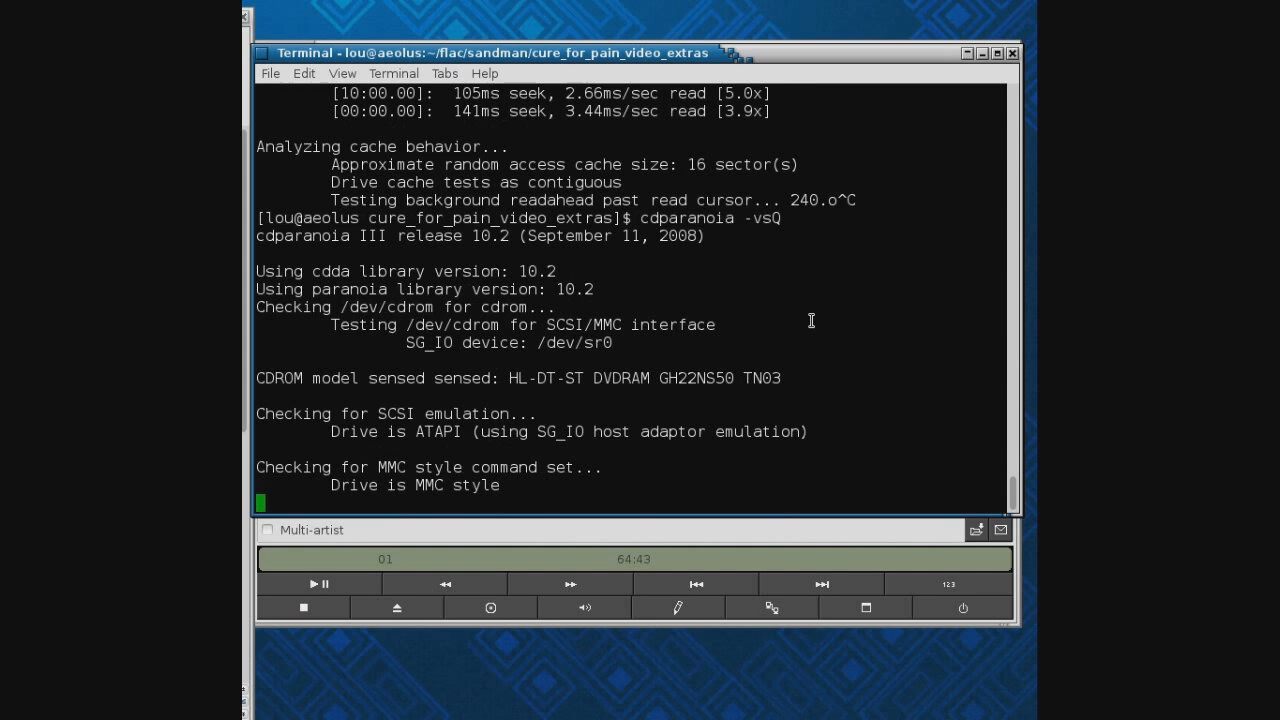 Terminal - lou@aeolus:~/flac/sandman/cure_for_pain_video_extras
File Edit View Terminal Tabs Help
[10:00.00]: 105ms seek, 2.66ms/sec read [5.0x]
[00:00.00]: 141ms seek, 3.44ms/sec read [3.9x]
Analyzing cache behavior...
Approximate random access cache size: 16 sector(s)
Drive cache tests as contiguous
Testing background readahead past read cursor... 240.o^C
[lou@aeolus cure_for_pain_video_extras]$ cdparanoia -vsQ
cdparanoia III release 10.2 (September 11, 2008)
Using cdda library version: 10.2
Using paranoia library version: 10.2
Checking /dev/cdrom for cdrom...
Testing /dev/cdrom for SCSI/MMC interface
SG_IO device: /dev/sr0
CDROM model sensed sensed: HL-DT-ST DVDRAM GH22NS50 TN03
Checking for SCSI emulation...
Drive is ATAPI (using SG_IO host adaptor emulation)
Checking for MMC style command set...
Drive is MMC style
Multi-artist
01 64:43
123